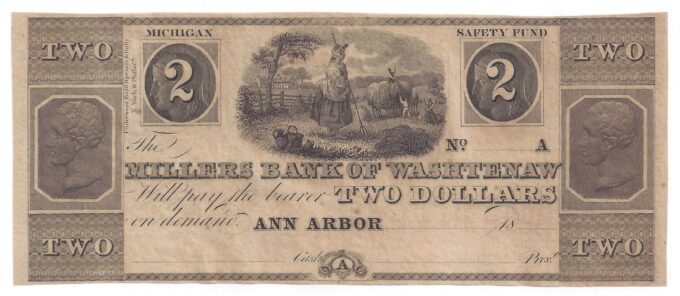 MICHIGAN SAFETY FUND
TWO TWO
2 2
The No A
MILLERS BANK OF WASHTENAW
Will pay the bearer TWO DOLLARS
on demand. ANN ARBOR 18
TWO TWO
Cash. A Prest.